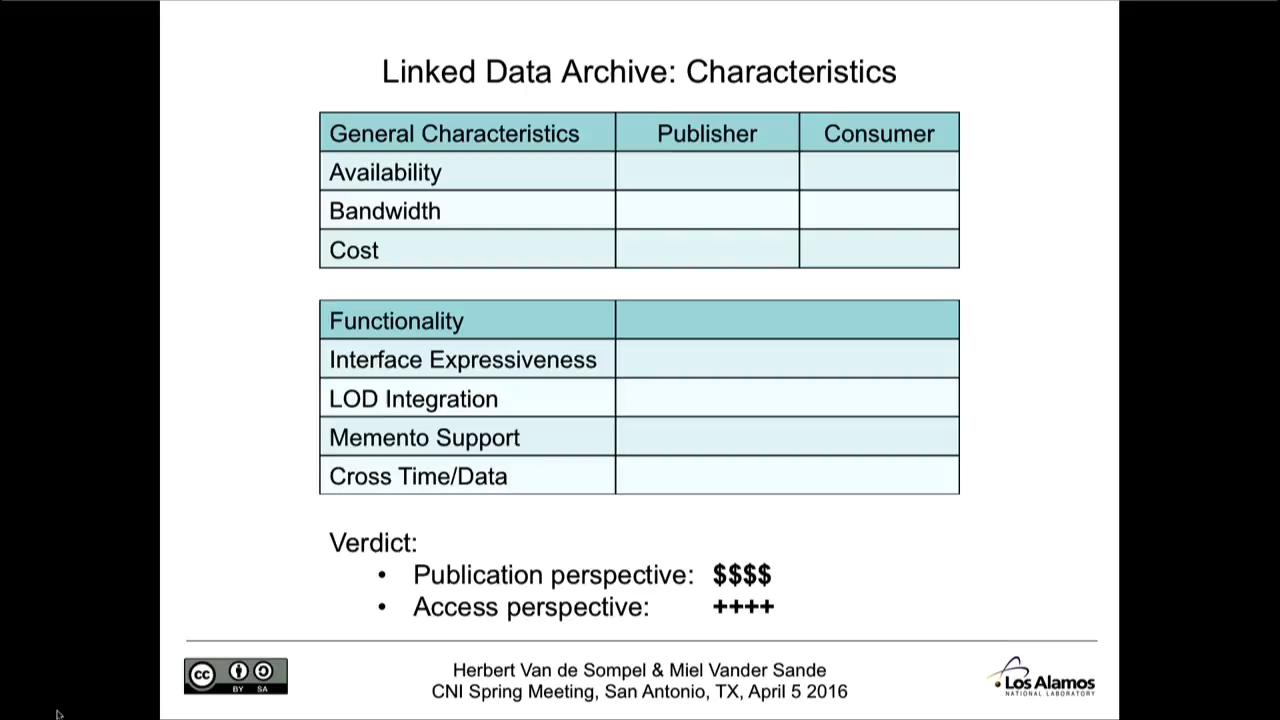 Linked Data Archive: Characteristics
General Characteristics Publisher Consumer
Availability
Bandwidth
Cost
Functionality
Interface Expressiveness
LOD Integration
Memento Support
Cross Time/Data
Verdict:
• Publication perspective: $$$$
• Access perspective: ++++
cc BY SA
Herbert Van de Sompel & Miel Vander Sande
CNI Spring Meeting, San Antonio, TX, April 5 2016
Los Alamos
NATIONAL LABORATORY